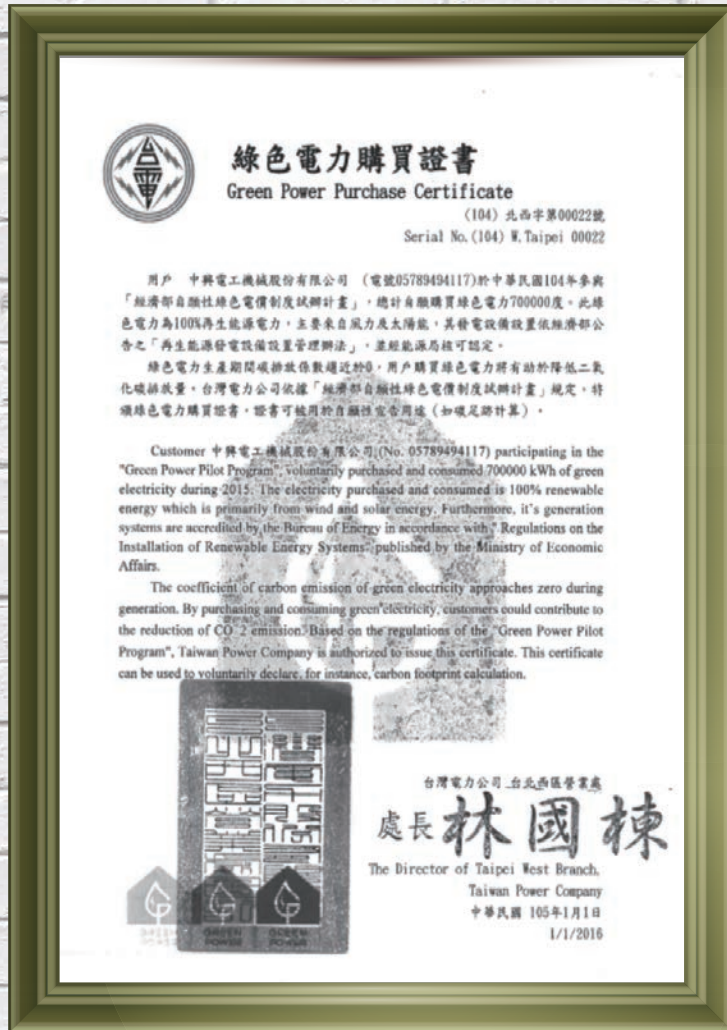 台電
綠色電力購買證書
Green Power Purchase Certificate
(104) 北西字第00022號
Serial No.(104) W.Taipei 00022
用戶 中興電工機械股份有限公司 (電號05789494117)於中華民國104年參與
「經濟部自願性綠色電價制度試辦計畫」,總計自願購買綠色電力700000度。此綠
色電力為100%再生能源電力,主要來自風力及太陽能,其發電設備設置依經濟部公
告之「再生能源發電設備設置管理辦法」,並經能源局核可認定。
綠色電力生產期間碳排放係數趨近於0,用戶購買綠色電力將有助於降低二氧
化碳排放量,台灣電力公司依據「經濟部自願性綠色電價制度試辦計畫」規定,特
頒綠色電力購買證書。證書可被用於自願性宣告用途(如碳足跡計算)。
Customer 中興電工機械股份有限公司(No. 05789494117) participating in the
"Green Power Pilot Program", voluntarily purchased and consumed 700000 kWh of green
electricity during 2015. The electricity purchased and consumed is 100% renewable
energy which is primarily from wind and solar energy. Furthermore, it's generation
systems are accredited by the Bureau of Energy in accordance with " Regulations on the
Installation of Renewable Energy Systems" published by the Ministry of Economic
Affairs.
The coefficient of carbon emission of green electricity approaches zero during
generation. By purchasing and consuming green electricity, customers could contribute to
the reduction of CO 2 emission. Based on the regulations of the "Green Power Pilot
Program", Taiwan Power Company is authorized to issue this certificate. This certificate
can be used to voluntarily declare, for instance, carbon footprint calculation.
台灣電力公司 台北西區營業處
處長 林國棟
The Director of Taipei West Branch,
Taiwan Power Company
中華民國 105年1月1日
1/1/2016
GREEN POWER
GREEN POWER
GREEN POWER